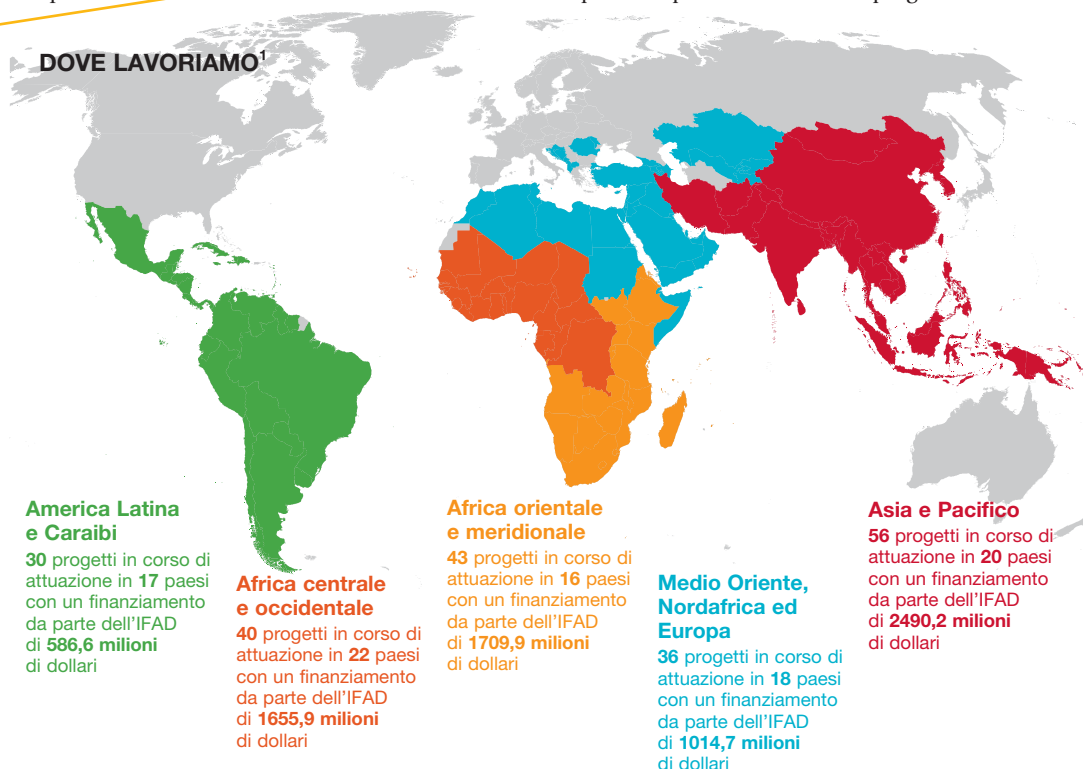 DOVE LAVORIAMO¹
America Latina
e Caraibi
30 progetti in corso di
attuazione in 17 paesi
con un finanziamento
da parte dell'IFAD
di 586,6 milioni
di dollari
Africa centrale
e occidentale
40 progetti in corso di
attuazione in 22 paesi
con un finanziamento
da parte dell'IFAD
di 1655,9 milioni
di dollari
Africa orientale
e meridionale
43 progetti in corso di
attuazione in 16 paesi
con un finanziamento
da parte dell'IFAD
di 1709,9 milioni
di dollari
Medio Oriente,
Nordafrica ed
Europa
36 progetti in corso di
attuazione in 18 paesi
con un finanziamento
da parte dell'IFAD
di 1014,7 milioni
di dollari
Asia e Pacifico
56 progetti in corso di
attuazione in 20 paesi
con un finanziamento
da parte dell'IFAD
di 2490,2 milioni
di dollari